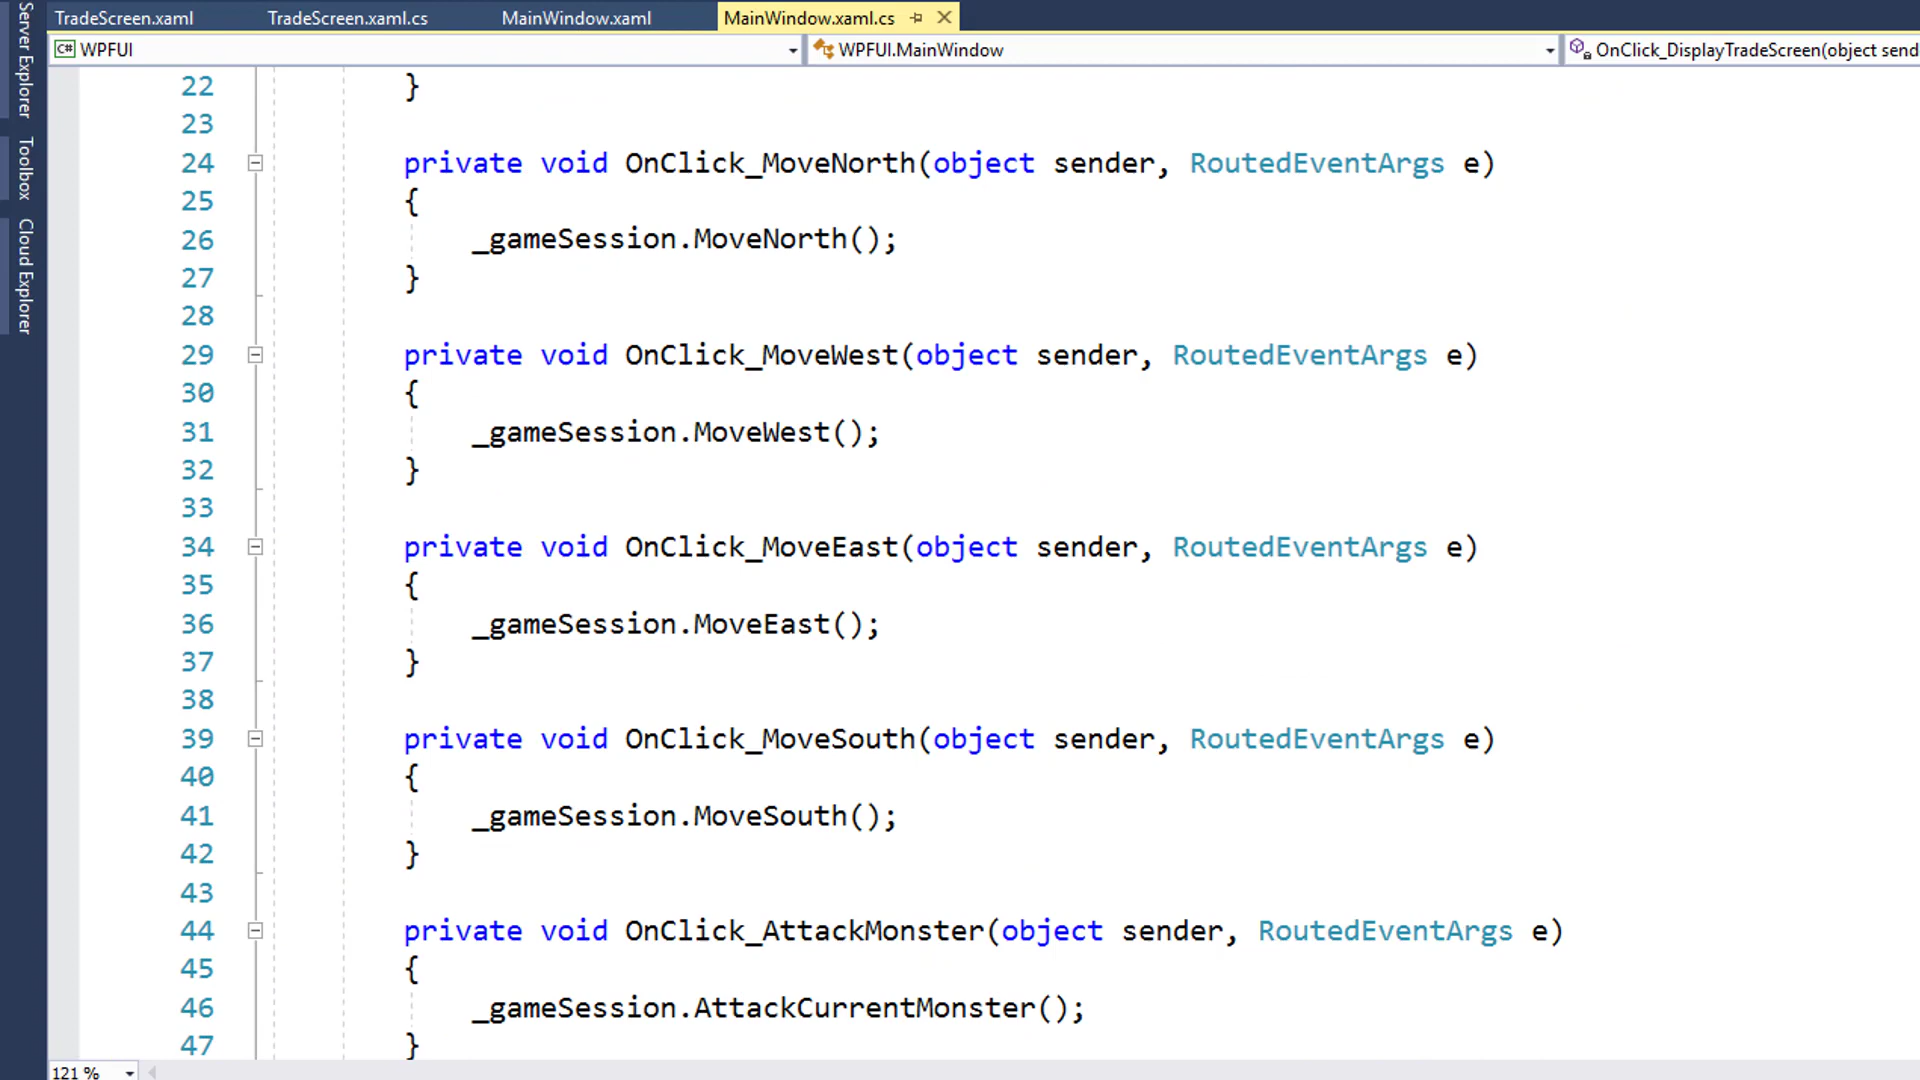 TradeScreen.xaml TradeScreen.xaml.cs MainWindow.xaml MainWindow.xaml.cs
C# WPFUI WPFUI.MainWindow OnClick_DisplayTradeScreen(object send
Server Explorer
Toolbox
Cloud Explorer
22 }
23
24 private void OnClick_MoveNorth(object sender, RoutedEventArgs e)
25 {
26 _gameSession.MoveNorth();
27 }
28
29 private void OnClick_MoveWest(object sender, RoutedEventArgs e)
30 {
31 _gameSession.MoveWest();
32 }
33
34 private void OnClick_MoveEast(object sender, RoutedEventArgs e)
35 {
36 _gameSession.MoveEast();
37 }
38
39 private void OnClick_MoveSouth(object sender, RoutedEventArgs e)
40 {
41 _gameSession.MoveSouth();
42 }
43
44 private void OnClick_AttackMonster(object sender, RoutedEventArgs e)
45 {
46 _gameSession.AttackCurrentMonster();
47 }
121 %